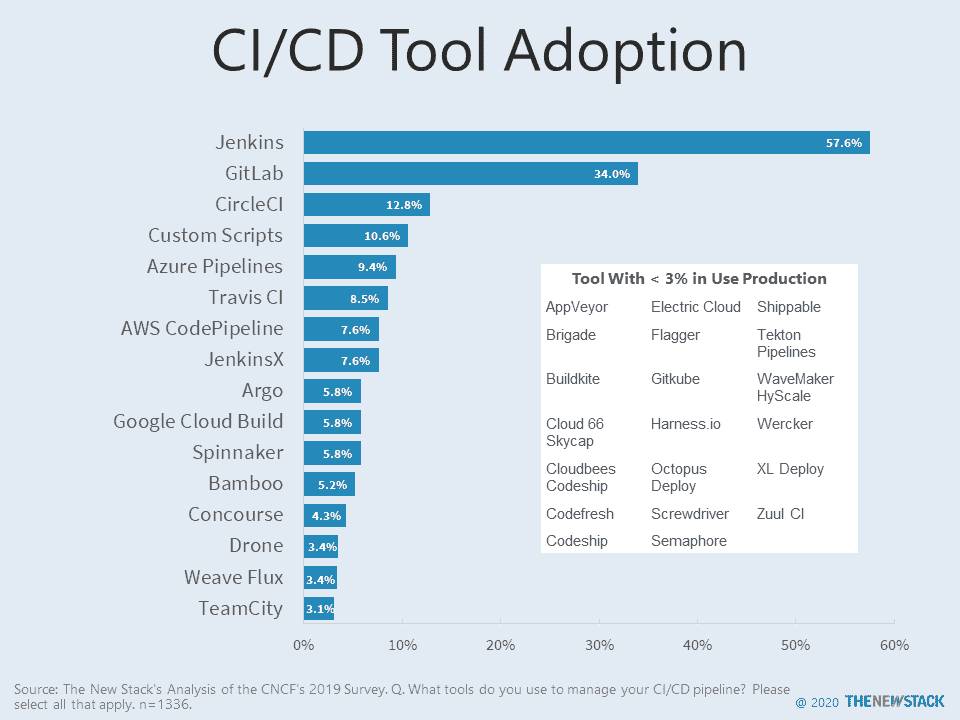 CI/CD Tool Adoption
Jenkins 57.6%
GitLab 34.0%
CircleCI 12.8%
Custom Scripts 10.6%
Azure Pipelines 9.4%
Travis CI 8.5%
AWS CodePipeline 7.6%
JenkinsX 7.6%
Argo 5.8%
Google Cloud Build 5.8%
Spinnaker 5.8%
Bamboo 5.2%
Concourse 4.3%
Drone 3.4%
Weave Flux 3.4%
TeamCity 3.1%
0% 10% 20% 30% 40% 50% 60%
Tool With < 3% in Use Production
AppVeyor Electric Cloud Shippable
Brigade Flagger Tekton
Pipelines
Buildkite Gitkube WaveMaker
HyScale
Cloud 66 Harness.io Wercker
Skycap
Cloudbees Octopus XL Deploy
Codeship Deploy
Codefresh Screwdriver Zuul CI
Codeship Semaphore
Source: The New Stack's Analysis of the CNCF's 2019 Survey. Q. What tools do you use to manage your CI/CD pipeline? Please
select all that apply. n=1336.
@ 2020 THENEWSTACK